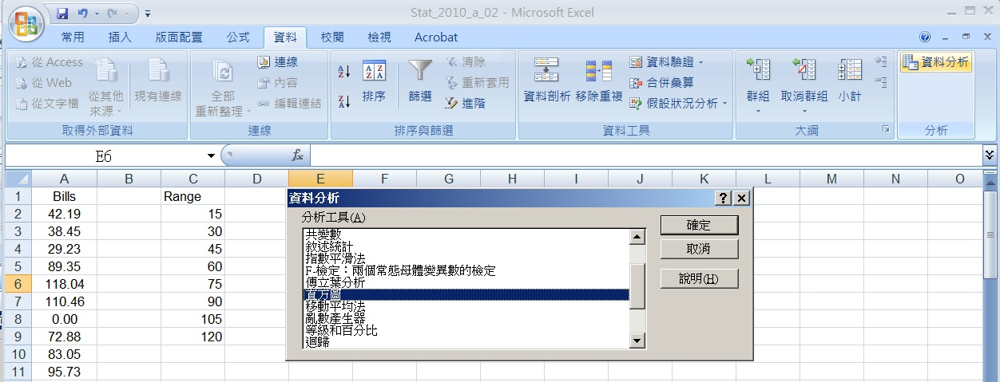 Stat_2010_a_02 - Microsoft Excel
常用 插入 版面配置 公式 資料 校閱 檢視 Acrobat
從 Access
從 Web
從文字檔
從其他
來源
現有連線
取得外部資料
全部
重新整理
連線
內容
編輯連結
連線
排序
篩選
清除
重新套用
進階
排序與篩選
資料剖析
移除重複
資料驗證
合併彙算
假設狀況分析
資料工具
群組
取消群組
小計
大綱
資料分析
分析
E6 fx
A B C D E F G H I J K L M N O
1 Bills Range
2 42.19 15
3 38.45 30
4 29.23 45
5 89.35 60
6 118.04 75
7 110.46 90
8 0.00 105
9 72.88 120
10 83.05
11 95.73
資料分析
分析工具(A)
共變數
敘述統計
指數平滑法
F-檢定：兩個常態母體變異數的檢定
傅立葉分析
直方圖
移動平均法
亂數產生器
等級和百分比
迴歸
確定
取消
說明(H)